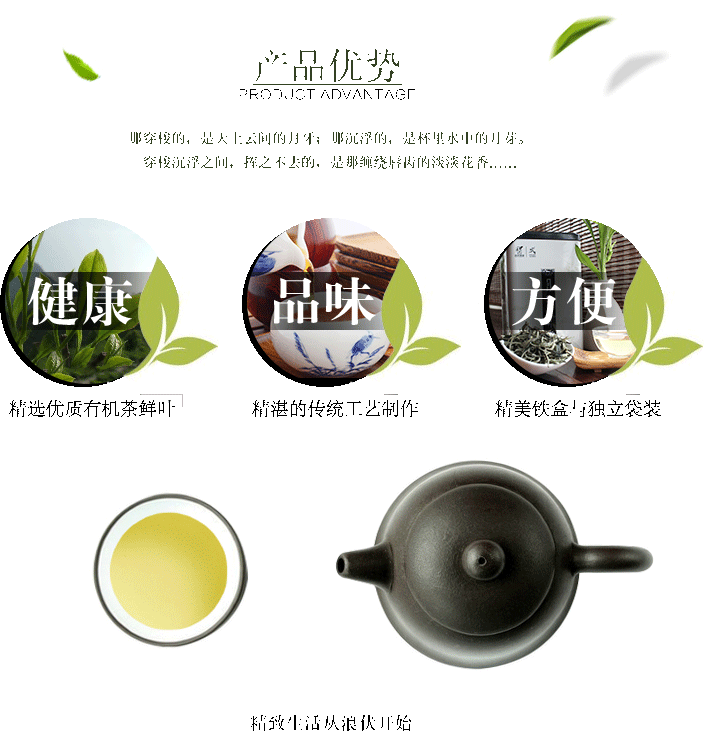 产品优势
PRODUCT ADVANTAGE
那穿梭的，是天上云间的月牙；那沉浮的，是杯里水中的月芽。
穿梭沉浮之间，挥之不去的，是那缠绕唇齿的淡淡花香......
健康
品味
方便
精选优质有机茶鲜叶
精湛的传统工艺制作
精美铁盒与独立袋装
精致生活从浪伏开始